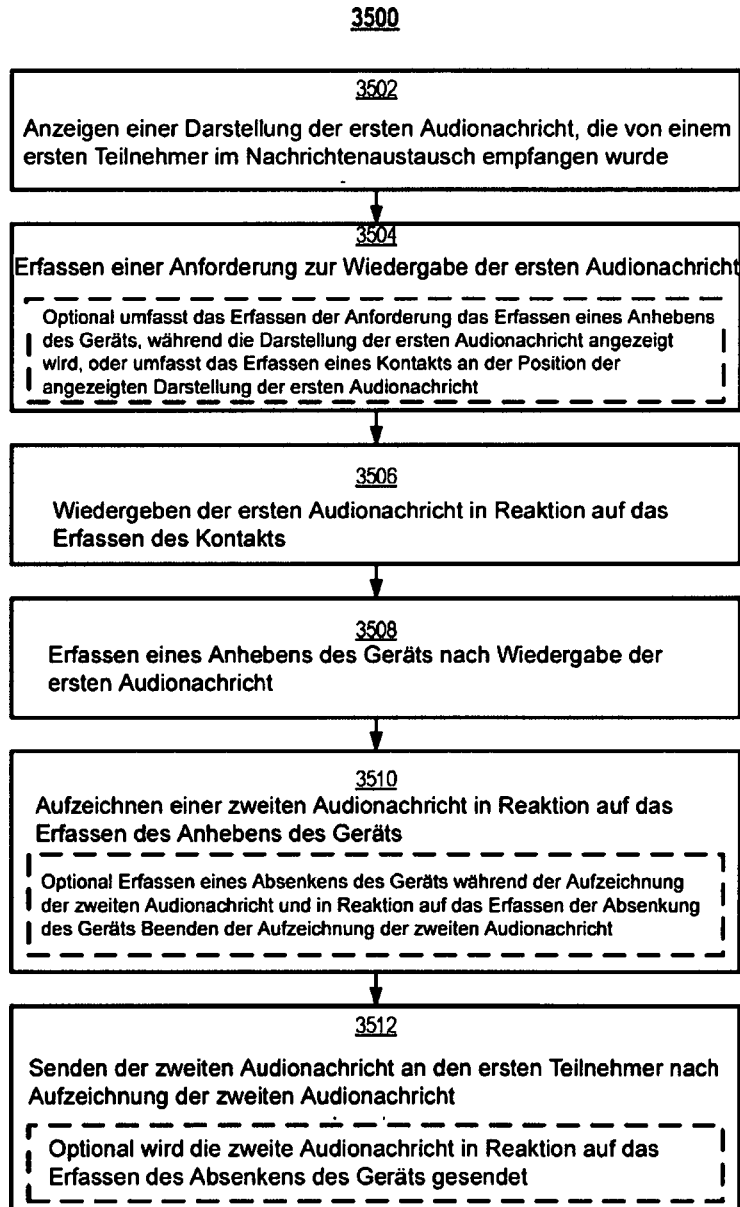 3500
3502
Anzeigen einer Darstellung der ersten Audionachricht, die von einem
ersten Teilnehmer im Nachrichtenaustausch empfangen wurde
3504
Erfassen einer Anforderung zur Wiedergabe der ersten Audionachricht
Optional umfasst das Erfassen der Anforderung das Erfassen eines Anhebens
des Geräts, während die Darstellung der ersten Audionachricht angezeigt
wird, oder umfasst das Erfassen eines Kontakts an der Position der
angezeigten Darstellung der ersten Audionachricht
3506
Wiedergeben der ersten Audionachricht in Reaktion auf das
Erfassen des Kontakts
3508
Erfassen eines Anhebens des Geräts nach Wiedergabe der
ersten Audionachricht
3510
Aufzeichnen einer zweiten Audionachricht in Reaktion auf das
Erfassen des Anhebens des Geräts
Optional Erfassen eines Absenkens des Geräts während der Aufzeichnung
der zweiten Audionachricht und in Reaktion auf das Erfassen der Absenkung
des Geräts Beenden der Aufzeichnung der zweiten Audionachricht
3512
Senden der zweiten Audionachricht an den ersten Teilnehmer nach
Aufzeichnung der zweiten Audionachricht
Optional wird die zweite Audionachricht in Reaktion auf das
Erfassen des Absenkens des Geräts gesendet